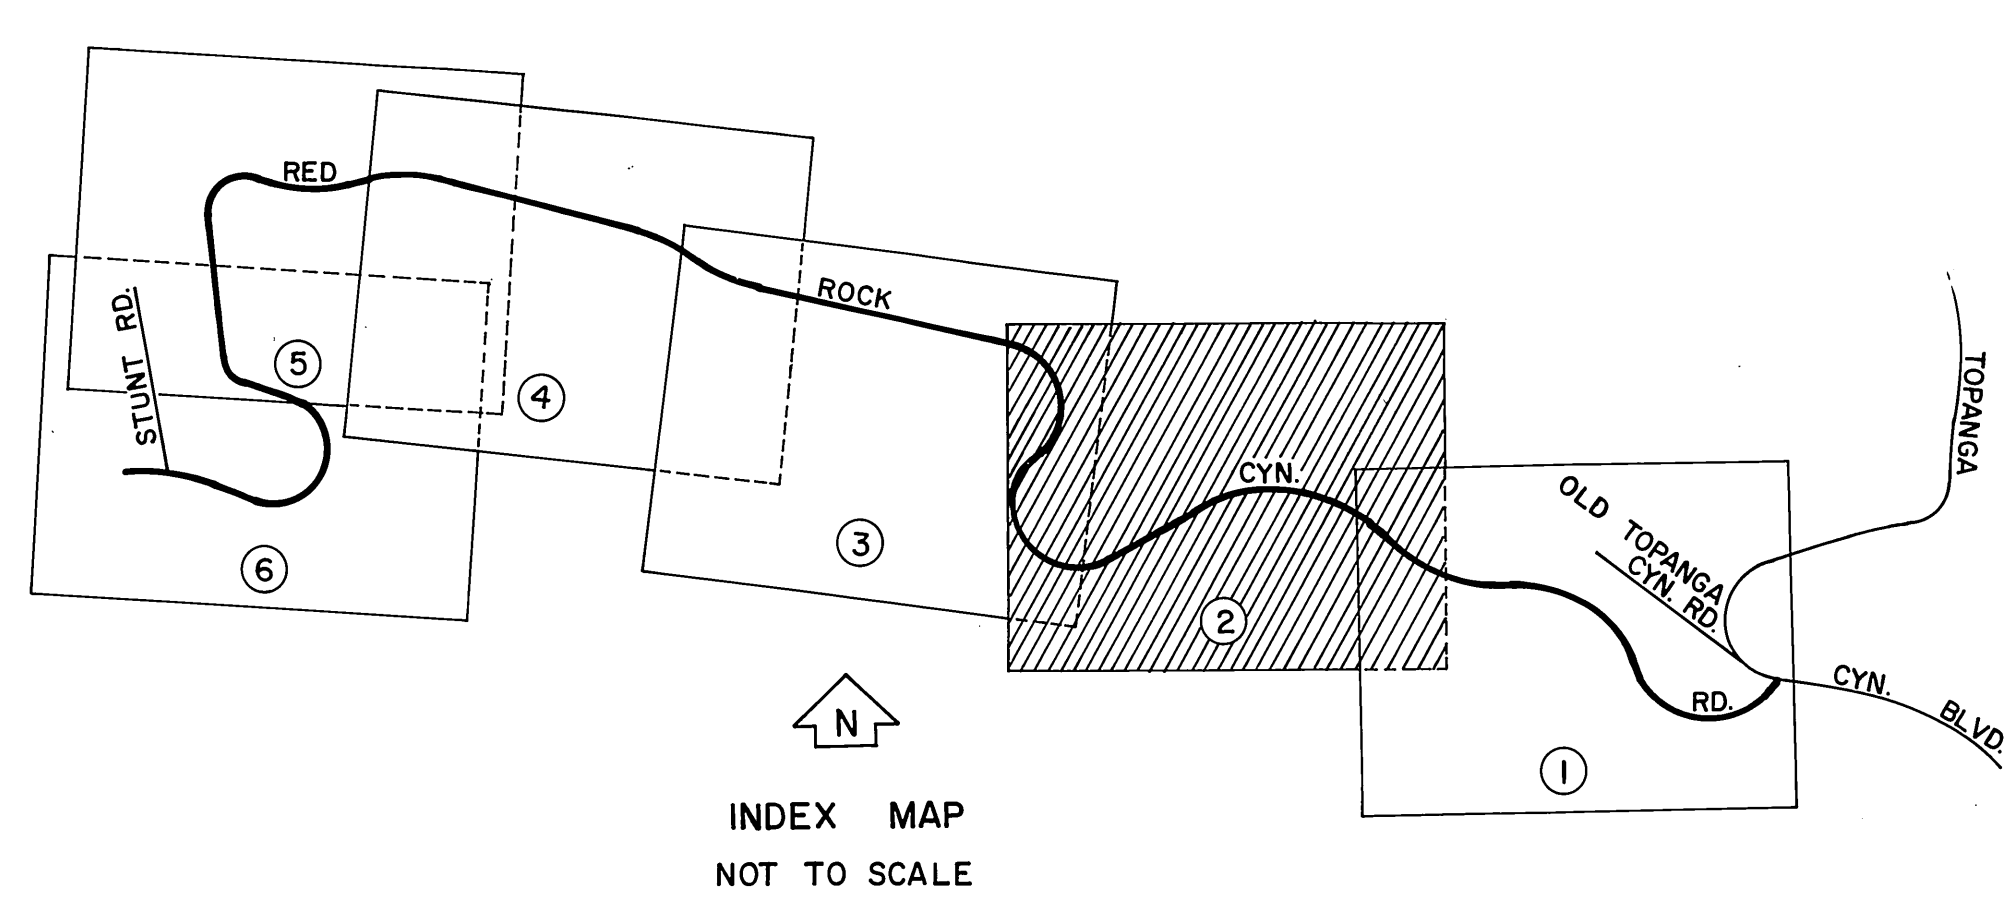 RED
ROCK
CYN.
RD.
STUNT RD.
OLD TOPANGA
CYN. RD.
TOPANGA
CYN.
BLVD.
5
4
3
6
2
1
N
INDEX MAP
NOT TO SCALE